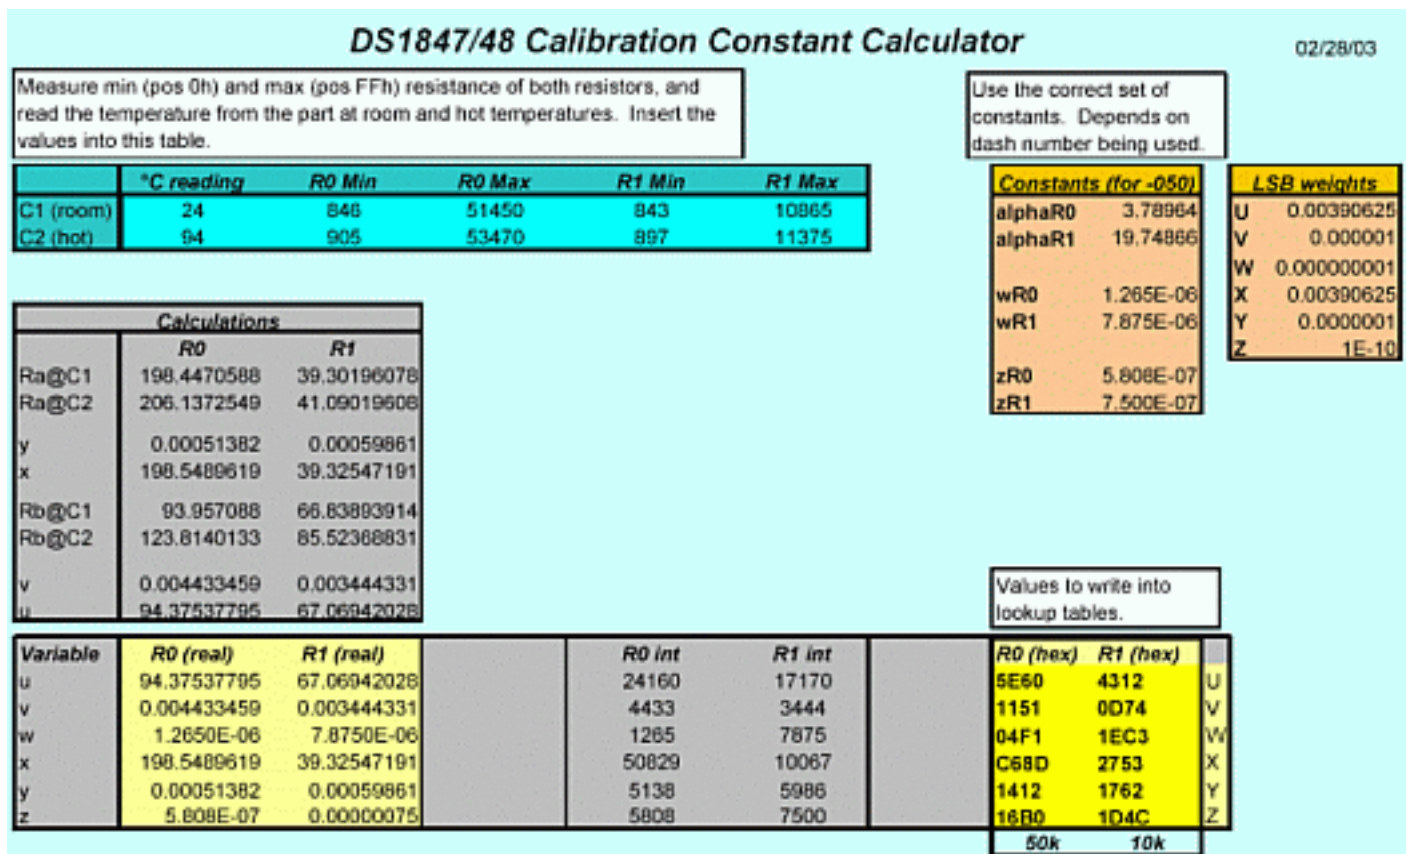 DS1847/48 Calibration Constant Calculator
02/28/03
Measure min (pos 0h) and max (pos FFh) resistance of both resistors, and
read the temperature from the part at room and hot temperatures. Insert the
values into this table.
Use the correct set of
constants. Depends on
dash number being used.
°C reading R0 Min R0 Max R1 Min R1 Max
C1 (room) 24 846 51450 843 10865
C2 (hot) 94 905 53470 897 11375
Constants (for -050)
alphaR0 3.78964
alphaR1 19.74866
wR0 1.265E-06
wR1 7.875E-06
zR0 5.808E-07
zR1 7.500E-07
LSB weights
U 0.00390625
V 0.000001
W 0.000000001
X 0.00390625
Y 0.0000001
Z 1E-10
Calculations
R0 R1
Ra@C1 198.4470588 39.30196078
Ra@C2 206.1372549 41.09019608
y 0.00051382 0.00059861
x 198.5489619 39.32547191
Rb@C1 93.957088 66.83893914
Rb@C2 123.8140133 85.52368831
v 0.004433459 0.003444331
u 94.37537795 67.06942028
Values to write into
lookup tables.
Variable R0 (real) R1 (real) R0 int R1 int R0 (hex) R1 (hex)
u 94.37537795 67.06942028 24160 17170 5E60 4312 U
v 0.004433459 0.003444331 4433 3444 1151 0D74 V
w 1.2650E-06 7.8750E-06 1265 7875 04F1 1EC3 W
x 198.5489619 39.32547191 50829 10067 C68D 2753 X
y 0.00051382 0.00059861 5138 5986 1412 1762 Y
z 5.808E-07 0.00000075 5808 7500 16B0 1D4C Z
50k 10k